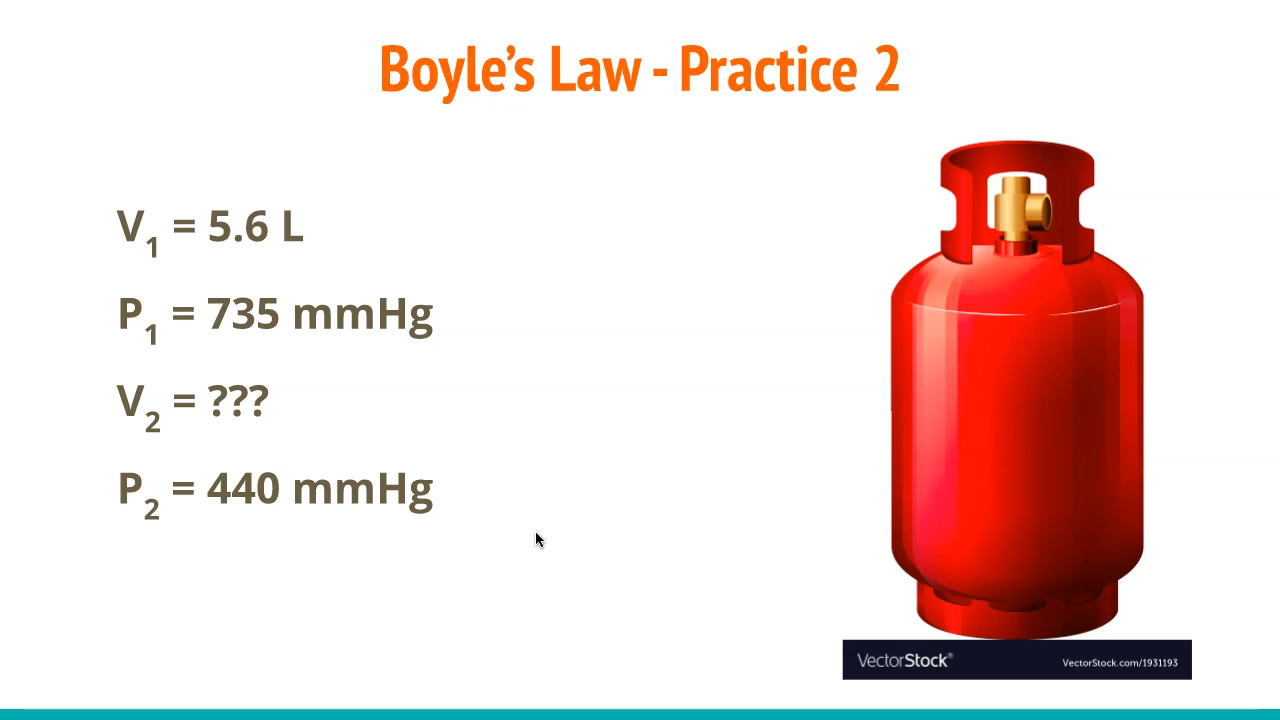 Boyle’s Law - Practice 2
V₁ = 5.6 L
P₁ = 735 mmHg
V₂ = ???
P₂ = 440 mmHg
VectorStock®
VectorStock.com/1931193